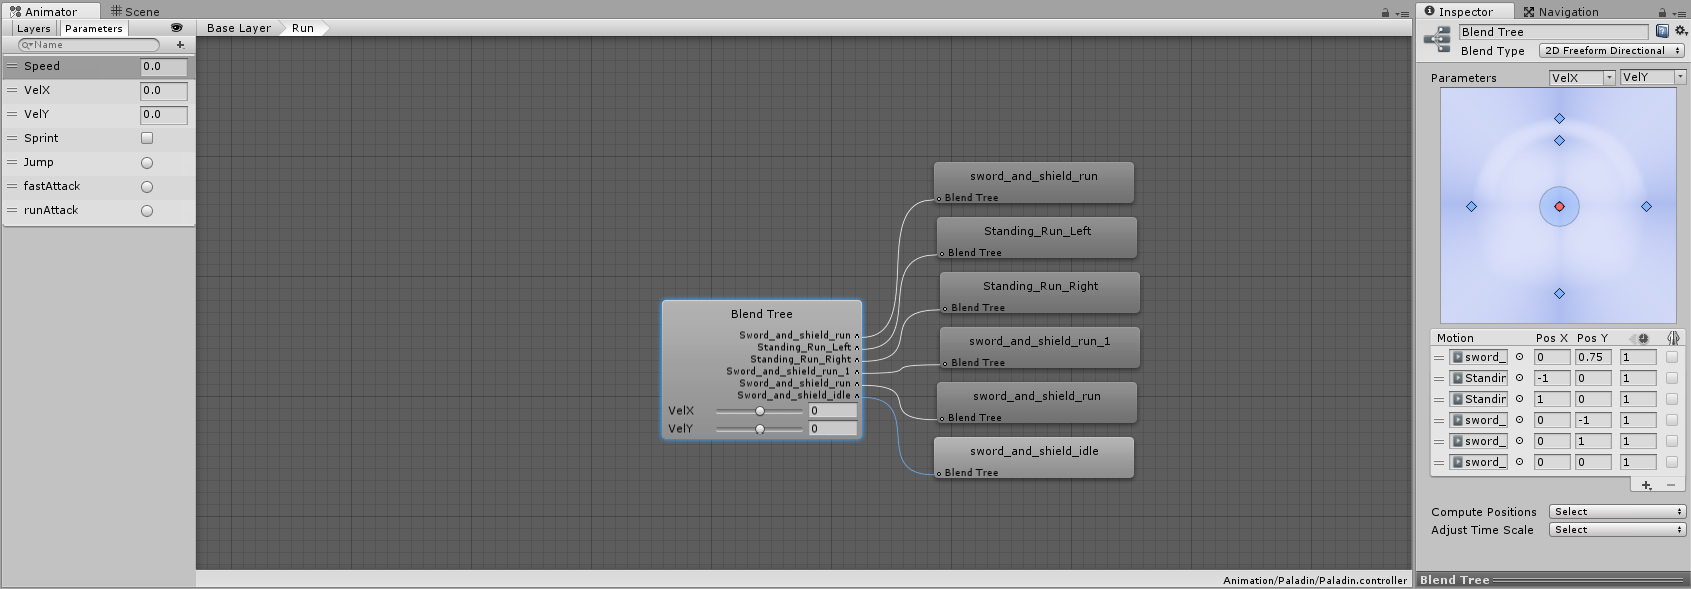 Animator
Scene
Layers
Parameters
Name
Speed 0.0
VelX 0.0
VelY 0.0
Sprint
Jump
fastAttack
runAttack
Base Layer Run
sword_and_shield_run
Blend Tree
Standing_Run_Left
Blend Tree
Standing_Run_Right
Blend Tree
sword_and_shield_run_1
Blend Tree
sword_and_shield_run
Blend Tree
sword_and_shield_idle
Blend Tree
Blend Tree
Sword_and_shield_run
Standing_Run_Left
Standing_Run_Right
Sword_and_shield_run_1
Sword_and_shield_run
Sword_and_shield_idle
VelX 0
VelY 0
Animation/Paladin/Paladin.controller
Inspector
Navigation
Blend Tree
Blend Type 2D Freeform Directional
Parameters VelX VelY
Motion Pos X Pos Y
sword_ 0 0.75 1
Standir -1 0 1
Standir 1 0 1
sword_ 0 -1 1
sword_ 0 1 1
sword_ 0 0 1
Compute Positions Select
Adjust Time Scale Select
Blend Tree